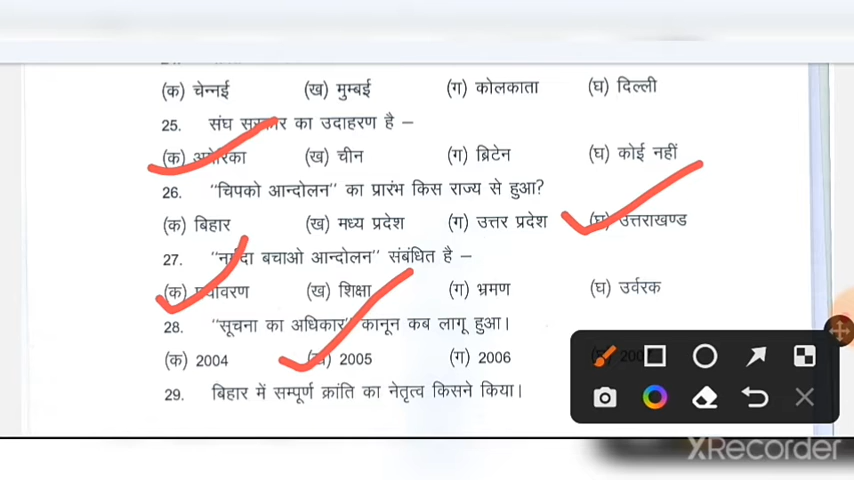 (क) चेन्नई (ख) मुम्बई (ग) कोलकाता (घ) दिल्ली
25. संघ सरकार का उदाहरण है –
(क) अमेरिका (ख) चीन (ग) ब्रिटेन (घ) कोई नहीं
26. "चिपको आन्दोलन" का प्रारंभ किस राज्य से हुआ?
(क) बिहार (ख) मध्य प्रदेश (ग) उत्तर प्रदेश (घ) उत्तराखण्ड
27. "नर्मदा बचाओ आन्दोलन" संबंधित है –
(क) पर्यावरण (ख) शिक्षा (ग) भ्रमण (घ) उर्वरक
28. "सूचना का अधिकार" कानून कब लागू हुआ।
(क) 2004 (ख) 2005 (ग) 2006
29. बिहार में सम्पूर्ण क्रांति का नेतृत्व किसने किया।
XRecorder